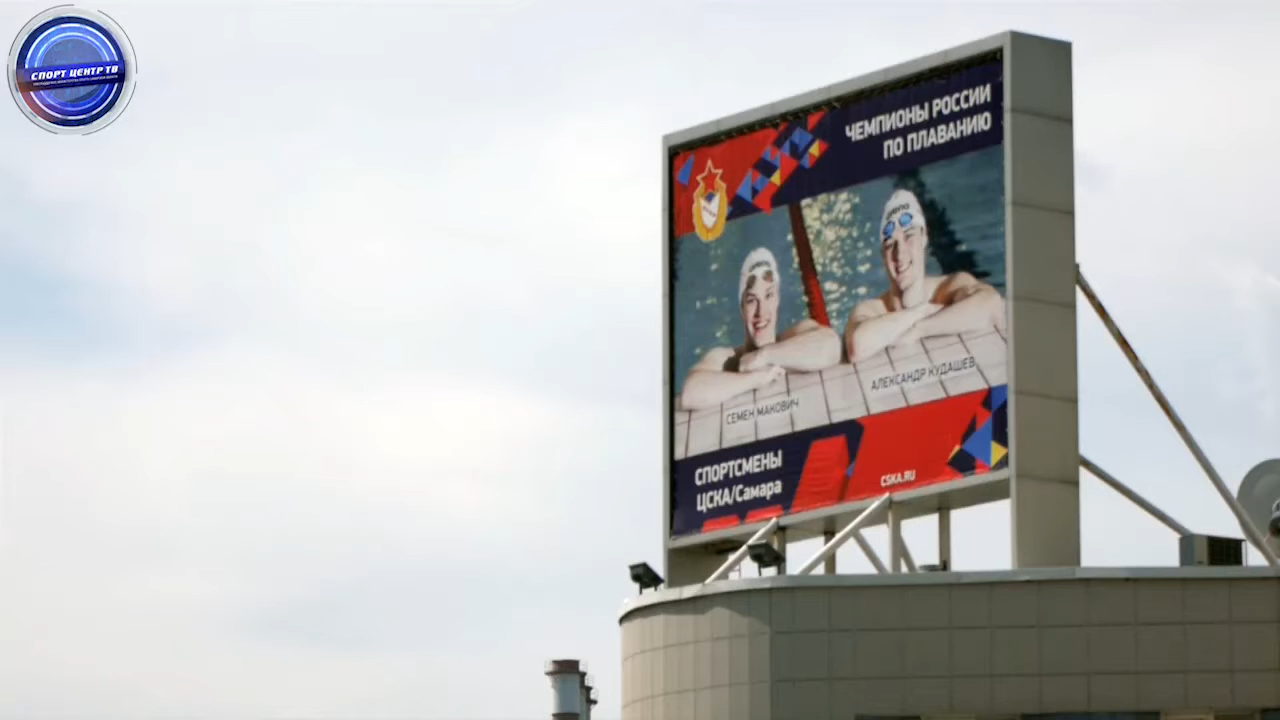 СПОРТ ЦЕНТР ТВ
ЧЕМПИОНЫ РОССИИ
ПО ПЛАВАНИЮ
arena
СЕМЕН МАКОВИЧ
АЛЕКСАНДР КУДАШЕВ
СПОРТСМЕНЫ
ЦСКА/Самара
CSKA.RU